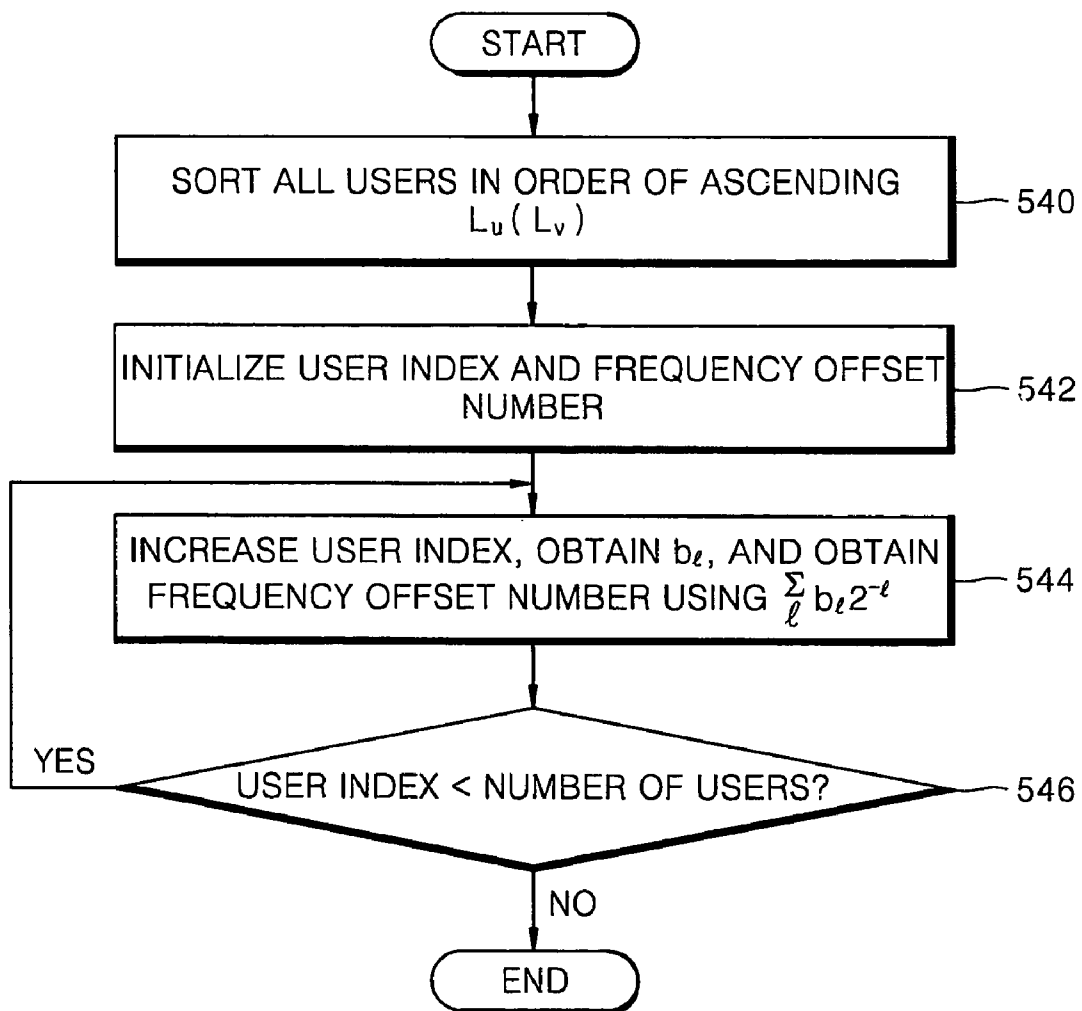 START
SORT ALL USERS IN ORDER OF ASCENDING
Lᵤ ( Lᵥ )
540
INITIALIZE USER INDEX AND FREQUENCY OFFSET
NUMBER
542
INCREASE USER INDEX, OBTAIN bℓ, AND OBTAIN
FREQUENCY OFFSET NUMBER USING Σ bℓ 2^-ℓ
ℓ
544
YES
USER INDEX < NUMBER OF USERS?
546
NO
END